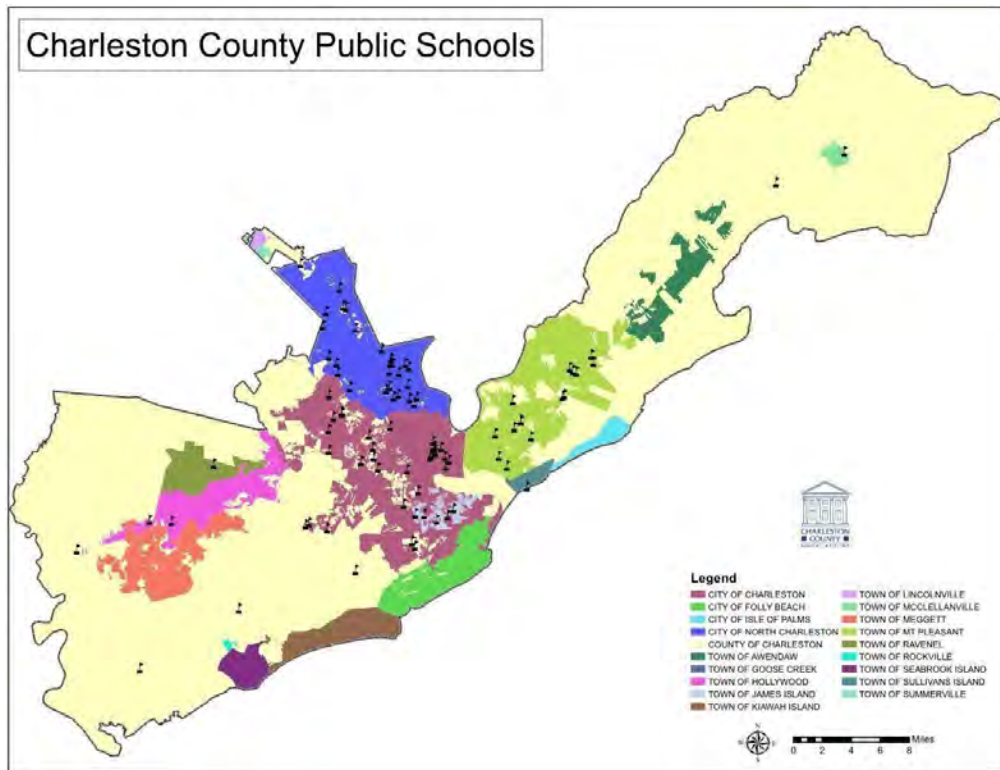 Charleston County Public Schools
CHARLESTON
COUNTY
Legend
CITY OF CHARLESTON
CITY OF FOLLY BEACH
CITY OF ISLE OF PALMS
CITY OF NORTH CHARLESTON
COUNTY OF CHARLESTON
TOWN OF AWENDAW
TOWN OF GOOSE CREEK
TOWN OF HOLLYWOOD
TOWN OF JAMES ISLAND
TOWN OF KIAWAH ISLAND
TOWN OF LINCOLNVILLE
TOWN OF MCCLELLANVILLE
TOWN OF MEGGETT
TOWN OF MT PLEASANT
TOWN OF RAVENEL
TOWN OF ROCKVILLE
TOWN OF SEABROOK ISLAND
TOWN OF SULLIVANS ISLAND
TOWN OF SUMMERVILLE
N
W E
S
Miles
0 2 4 6 8